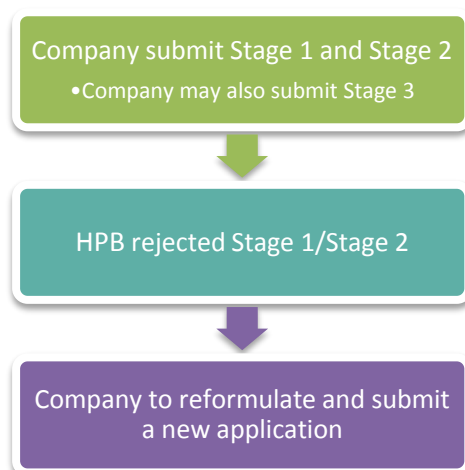 Company submit Stage 1 and Stage 2
•Company may also submit Stage 3
HPB rejected Stage 1/Stage 2
Company to reformulate and submit
a new application